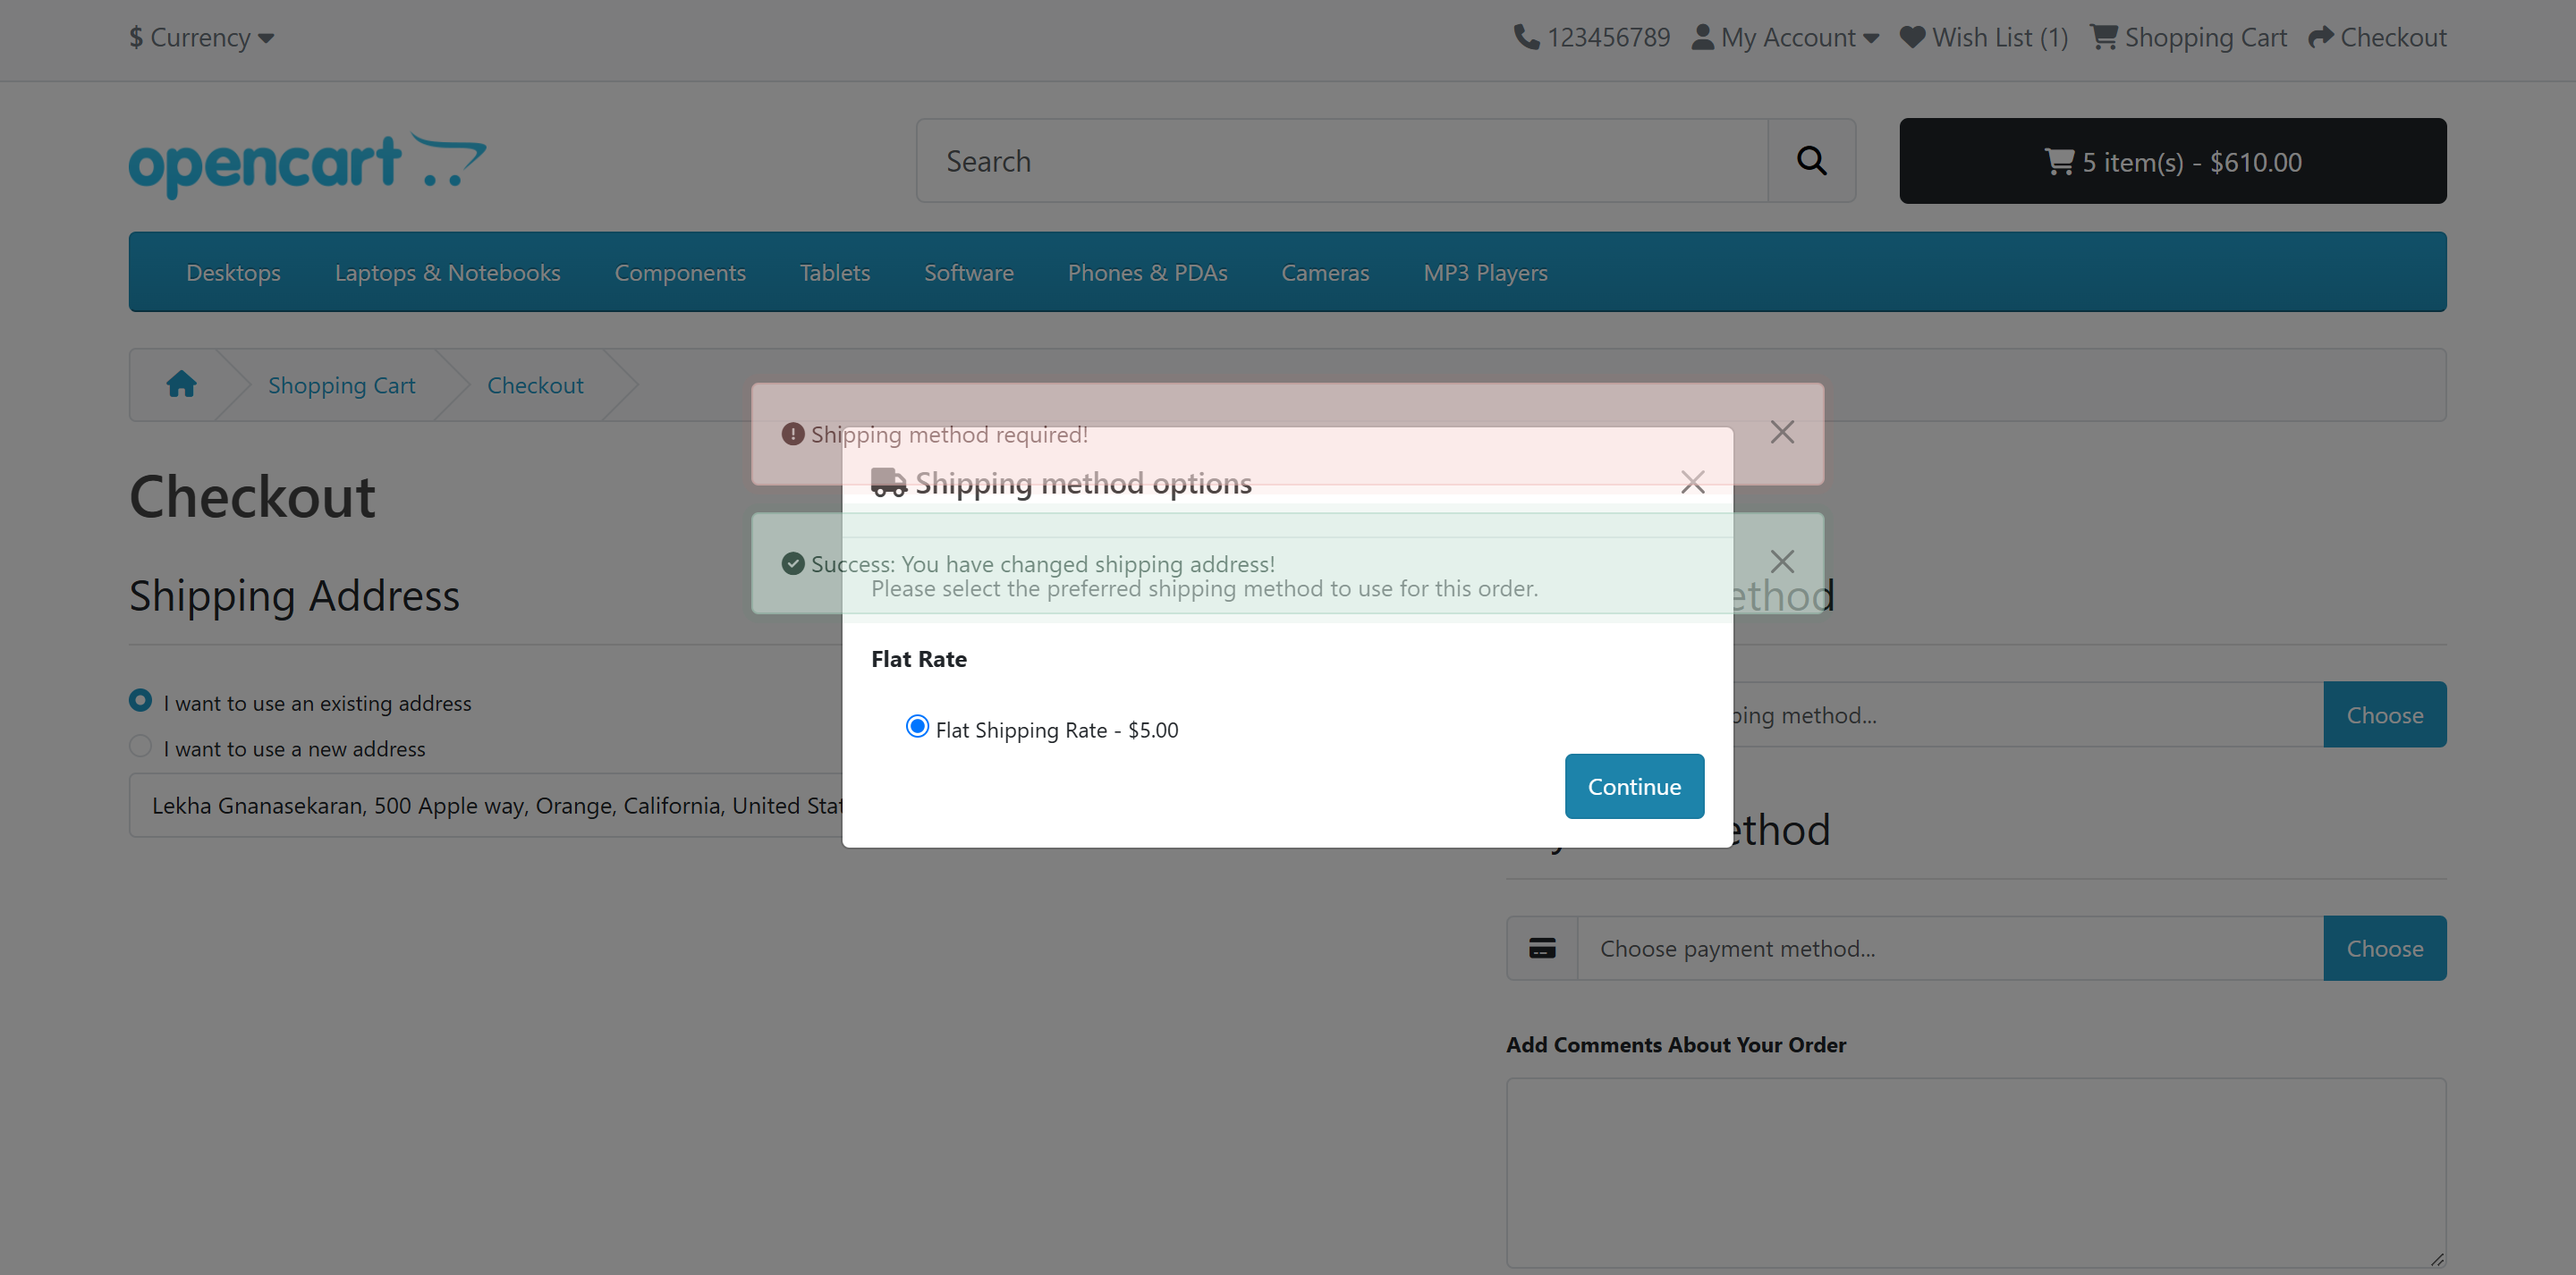 $ Currency
123456789 My Account Wish List (1) Shopping Cart Checkout
opencart
Search
5 item(s) - $610.00
Desktops Laptops & Notebooks Components Tablets Software Phones & PDAs Cameras MP3 Players
Shopping Cart Checkout
Shipping method required!
Shipping method options
Checkout
Success: You have changed shipping address!
Please select the preferred shipping method to use for this order.
Shipping Address
ethod
Flat Rate
I want to use an existing address
Flat Shipping Rate - $5.00
ping method...
Choose
I want to use a new address
Continue
Lekha Gnanasekaran, 500 Apple way, Orange, California, United Stat
ethod
Choose payment method...
Choose
Add Comments About Your Order